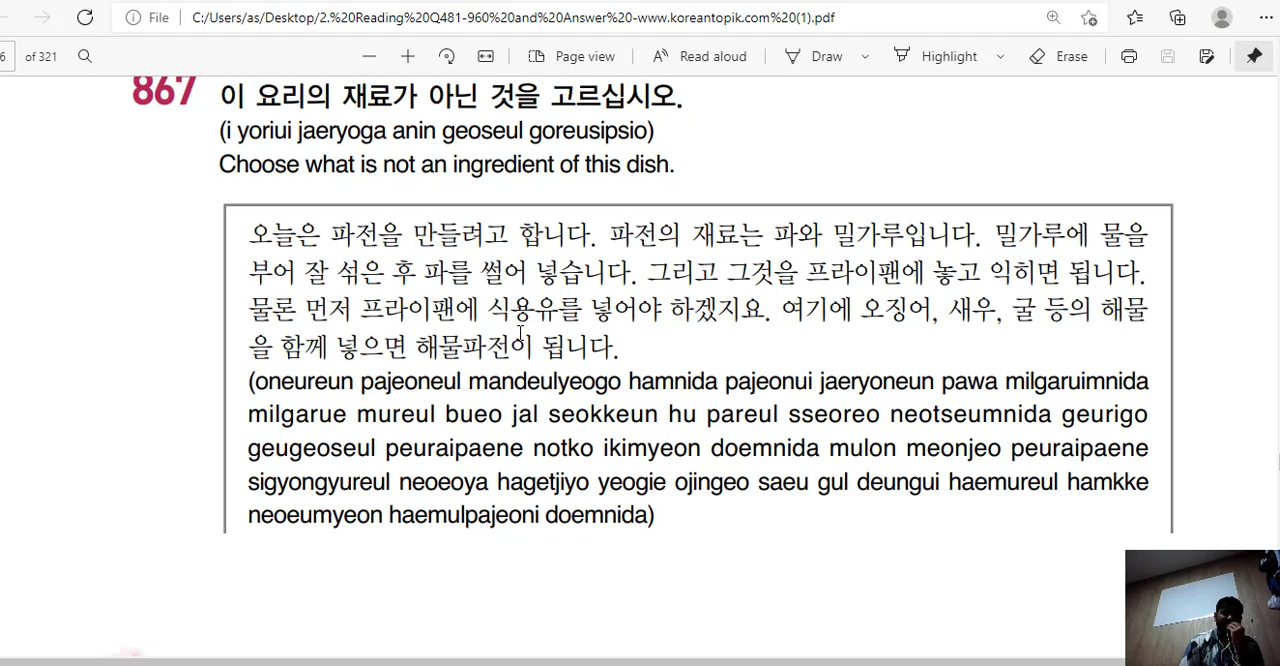 File
C:/Users/as/Desktop/2.%20Reading%20Q481-960%20and%20Answer%20-www.koreantopik.com%20(1).pdf
6 of 321
Page view
Read aloud
Draw
Highlight
Erase
867 이 요리의 재료가 아닌 것을 고르십시오.
(i yoriui jaeryoga anin geoseul goreusipsio)
Choose what is not an ingredient of this dish.
오늘은 파전을 만들려고 합니다. 파전의 재료는 파와 밀가루입니다. 밀가루에 물을
부어 잘 섞은 후 파를 썰어 넣습니다. 그리고 그것을 프라이팬에 놓고 익히면 됩니다.
물론 먼저 프라이팬에 식용유를 넣어야 하겠지요. 여기에 오징어, 새우, 굴 등의 해물
을 함께 넣으면 해물파전이 됩니다.
(oneureun pajeoneul mandeulyeogo hamnida pajeonui jaeryoneun pawa milgaruimnida
milgarue mureul bueo jal seokkeun hu pareul sseoreo neotseumnida geurigo
geugeoseul peuraipaene notko ikimyeon doemnida mulon meonjeo peuraipaene
sigyongyureul neoeoya hagetjiyo yeogie ojingeo saeu gul deungui haemureul hamkke
neoeumyeon haemulpajeoni doemnida)